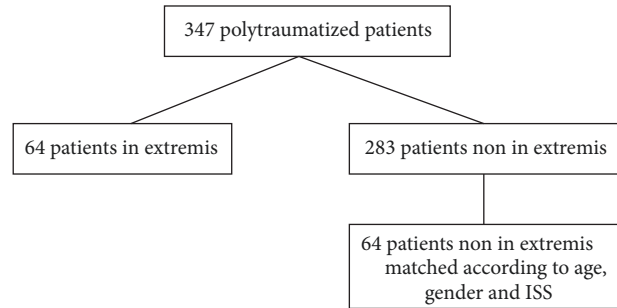 347 polytraumatized patients
64 patients in extremis
283 patients non in extremis
64 patients non in extremis
matched according to age,
gender and ISS